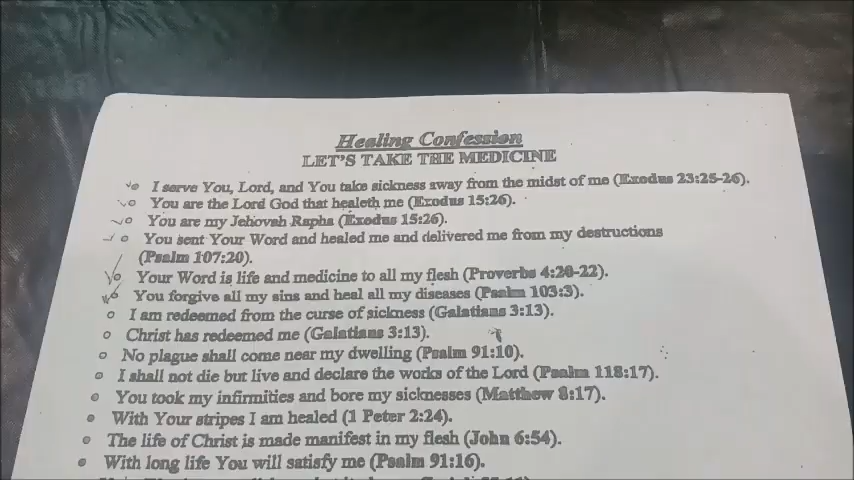 Healing Confession
LET'S TAKE THE MEDICINE
I serve You, Lord, and You take sickness away from the midst of me (Exodus 23:25-26).
You are the Lord God that healeth me (Exodus 15:26).
You are my Jehovah Rapha (Exodus 15:26).
You sent Your Word and healed me and delivered me from my destructions
(Psalm 107:20).
Your Word is life and medicine to all my flesh (Proverbs 4:20-22).
You forgive all my sins and heal all my diseases (Psalm 103:3).
I am redeemed from the curse of sickness (Galatians 3:13).
Christ has redeemed me (Galatians 3:13).
No plague shall come near my dwelling (Psalm 91:10).
I shall not die but live and declare the works of the Lord (Psalm 118:17).
You took my infirmities and bore my sicknesses (Matthew 8:17).
With Your stripes I am healed (1 Peter 2:24).
The life of Christ is made manifest in my flesh (John 6:54).
With long life You will satisfy me (Psalm 91:16).